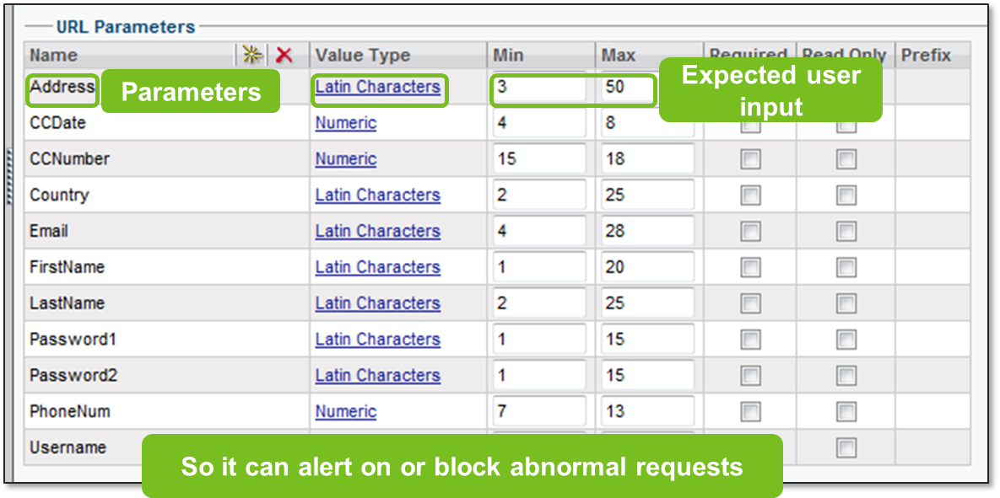 URL Parameters
Name Value Type Min Max Required Read Only Prefix
Address Parameters Latin Characters 3 50 Expected user
input
CCDate Numeric 4 8
CCNumber Numeric 15 18
Country Latin Characters 2 25
Email Latin Characters 4 28
FirstName Latin Characters 1 20
LastName Latin Characters 2 25
Password1 Latin Characters 1 15
Password2 Latin Characters 1 15
PhoneNum Numeric 7 13
Username
So it can alert on or block abnormal requests